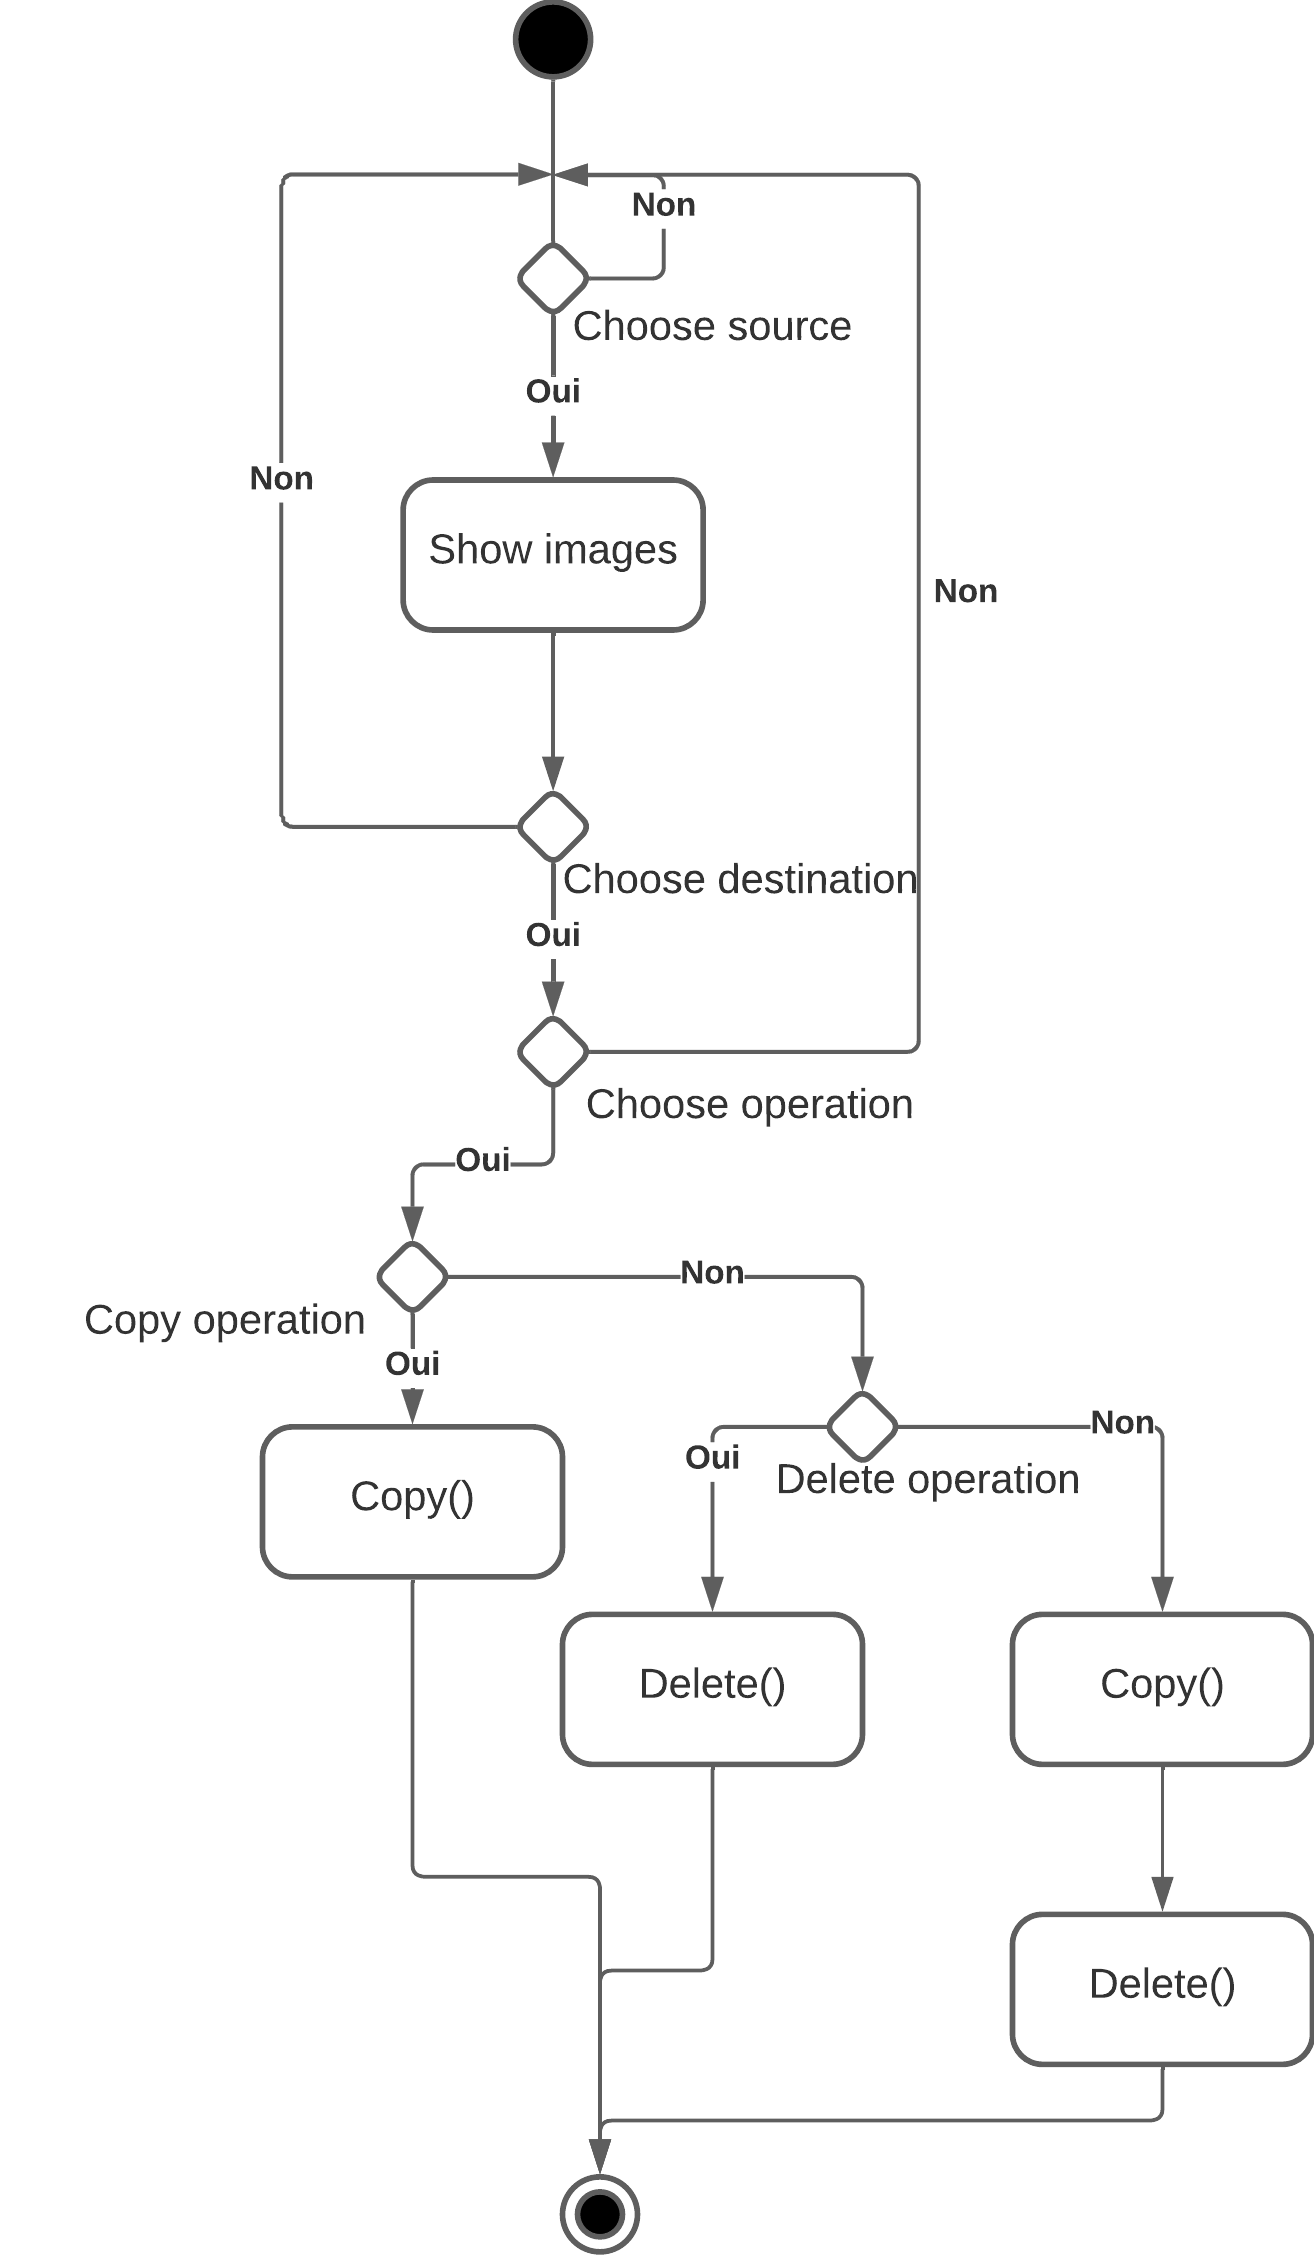 Non
Choose source
Oui
Non
Show images
Non
Choose destination
Oui
Choose operation
Oui
Non
Copy operation
Oui
Non
Oui
Delete operation
Copy()
Delete()
Copy()
Delete()